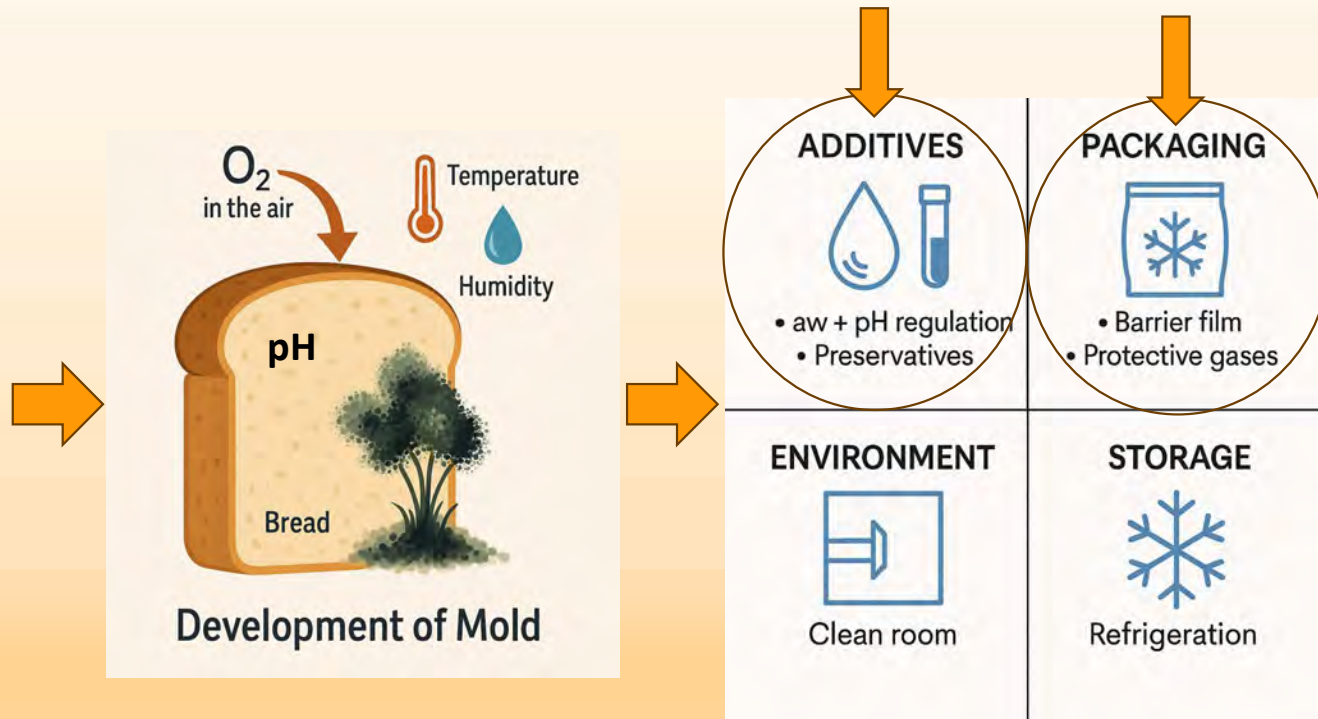 O₂
in the air
Temperature
Humidity
pH
Bread
Development of Mold
ADDITIVES
• aw + pH regulation
• Preservatives
PACKAGING
• Barrier film
• Protective gases
ENVIRONMENT
Clean room
STORAGE
Refrigeration